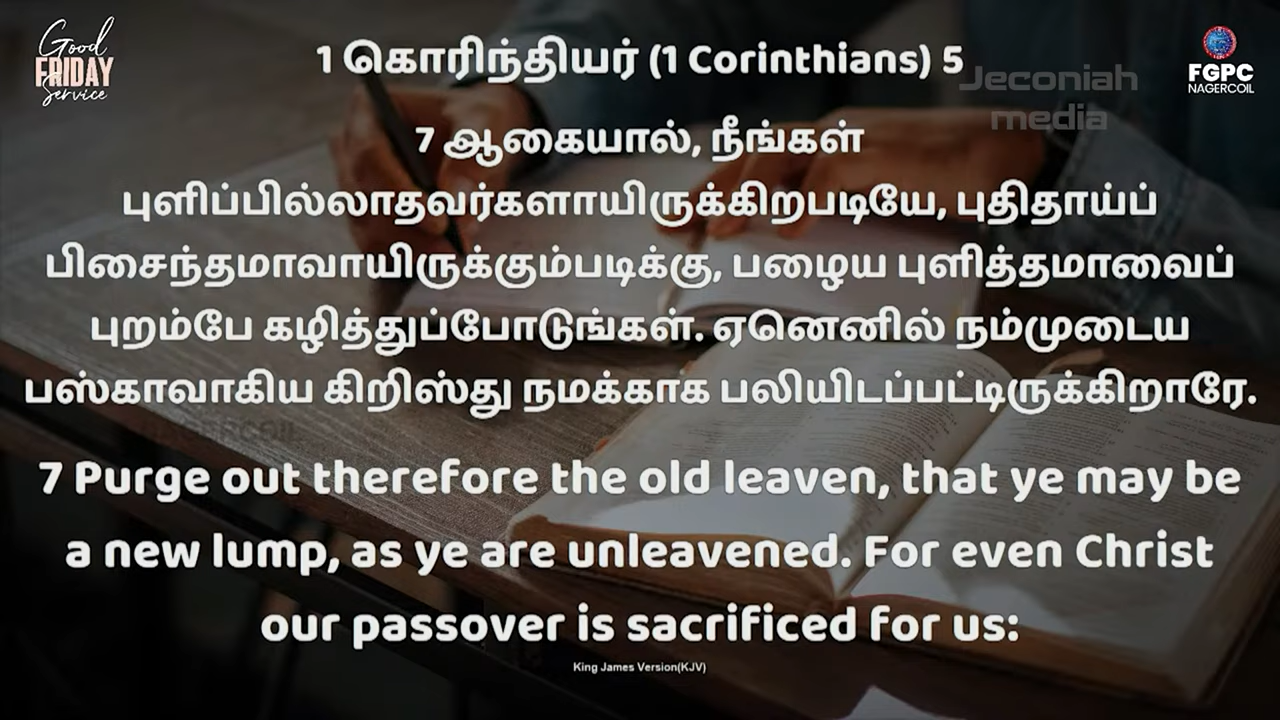 Good
FRIDAY
Service
1 கொரிந்தியர் (1 Corinthians) 5
Jeconiah
media
FGPC
NAGERCOIL
7 ஆகையால், நீங்கள்
புளிப்பில்லாதவர்களாயிருக்கிறபடியே, புதிதாய்ப்
பிசைந்தமாவாயிருக்கும்படிக்கு, பழைய புளித்தமாவைப்
புறம்பே கழித்துப்போடுங்கள். ஏனெனில் நம்முடைய
பஸ்காவாகிய கிறிஸ்து நமக்காக பலியிடப்பட்டிருக்கிறாரே.
NAGERCOIL
7 Purge out therefore the old leaven, that ye may be
a new lump, as ye are unleavened. For even Christ
our passover is sacrificed for us:
King James Version(KJV)